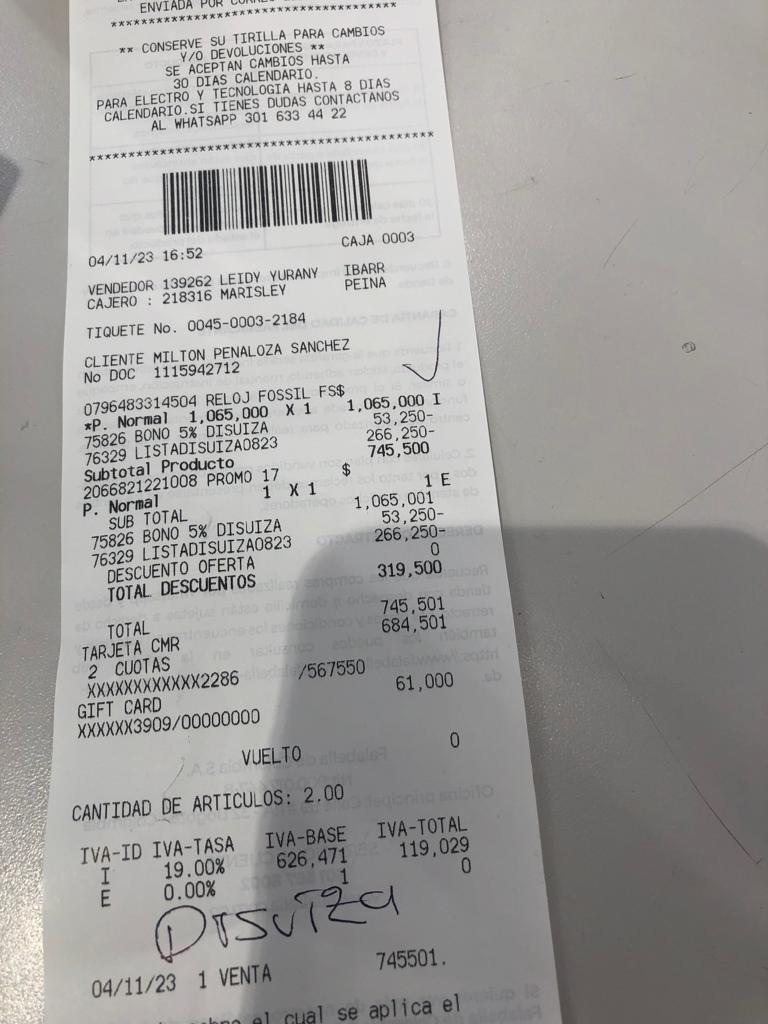 ENVIADA POR
****************************************
** CONSERVE SU TIRILLA PARA CAMBIOS
Y/O DEVOLUCIONES **
SE ACEPTAN CAMBIOS HASTA
30 DIAS CALENDARIO.
PARA ELECTRO Y TECNOLOGIA HASTA 8 DIAS
CALENDARIO.SI TIENES DUDAS CONTACTANOS
AL WHATSAPP 301 633 44 22
****************************************
04/11/23 16:52 CAJA 0003
VENDEDOR 139262 LEIDY YURANY IBARR
CAJERO : 218316 MARISLEY PEINA
TIQUETE No. 0045-0003-2184
CLIENTE MILTON PENALOZA SANCHEZ
No DOC 1115942712
0796483314504 RELOJ FOSSIL FS$
*P. Normal 1,065,000 X 1 1,065,000 I
75826 BONO 5% DISUIZA 53,250-
76329 LISTADISUIZA0823 266,250-
Subtotal Producto 745,500
2066821221008 PROMO 17 $
P. Normal 1 X 1 1 E
SUB TOTAL 1,065,001
75826 BONO 5% DISUIZA 53,250-
76329 LISTADISUIZA0823 266,250-
DESCUENTO OFERTA 0
TOTAL DESCUENTOS 319,500
TOTAL 745,501
TARJETA CMR 684,501
2 CUOTAS
XXXXXXXXXXXX2286 /567550
GIFT CARD 61,000
XXXXXX3909/00000000
VUELTO 0
CANTIDAD DE ARTICULOS: 2.00
IVA-ID IVA-TASA IVA-BASE IVA-TOTAL
I 19.00% 626,471 119,029
E 0.00% 1 0
DISUIZA
04/11/23 1 VENTA 745501.
sobre el cual se aplica el